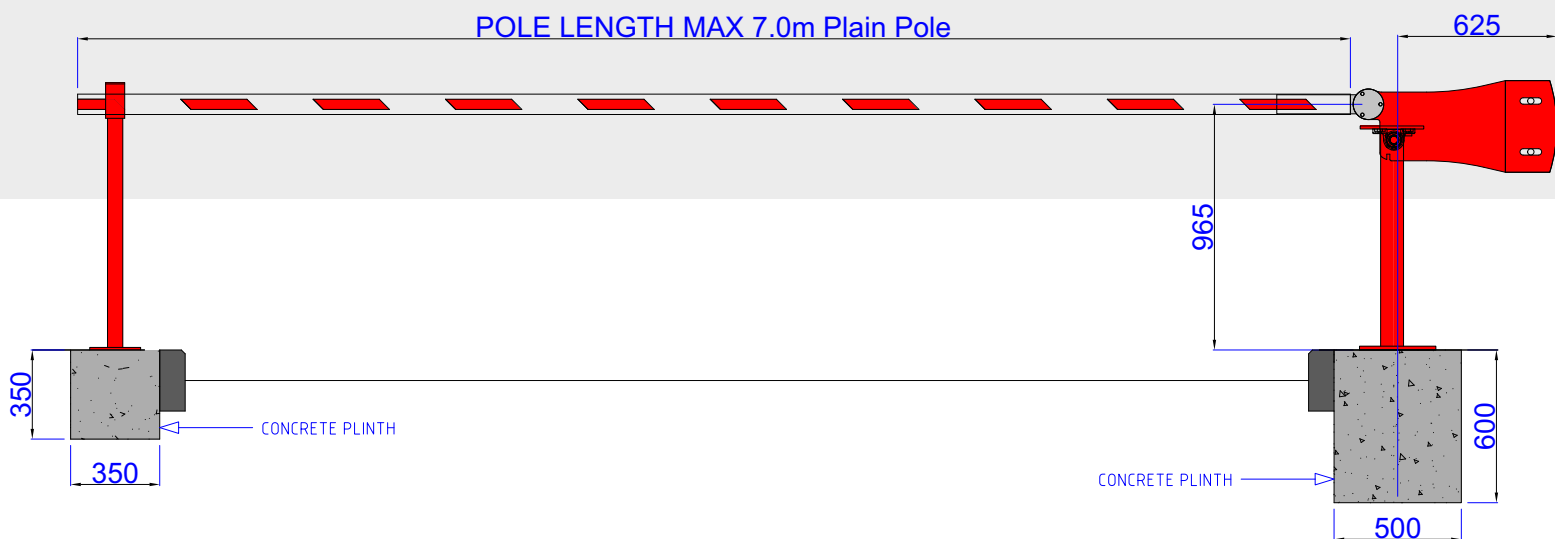 POLE LENGTH MAX 7.0m Plain Pole
625
965
350
CONCRETE PLINTH
350
600
CONCRETE PLINTH
500